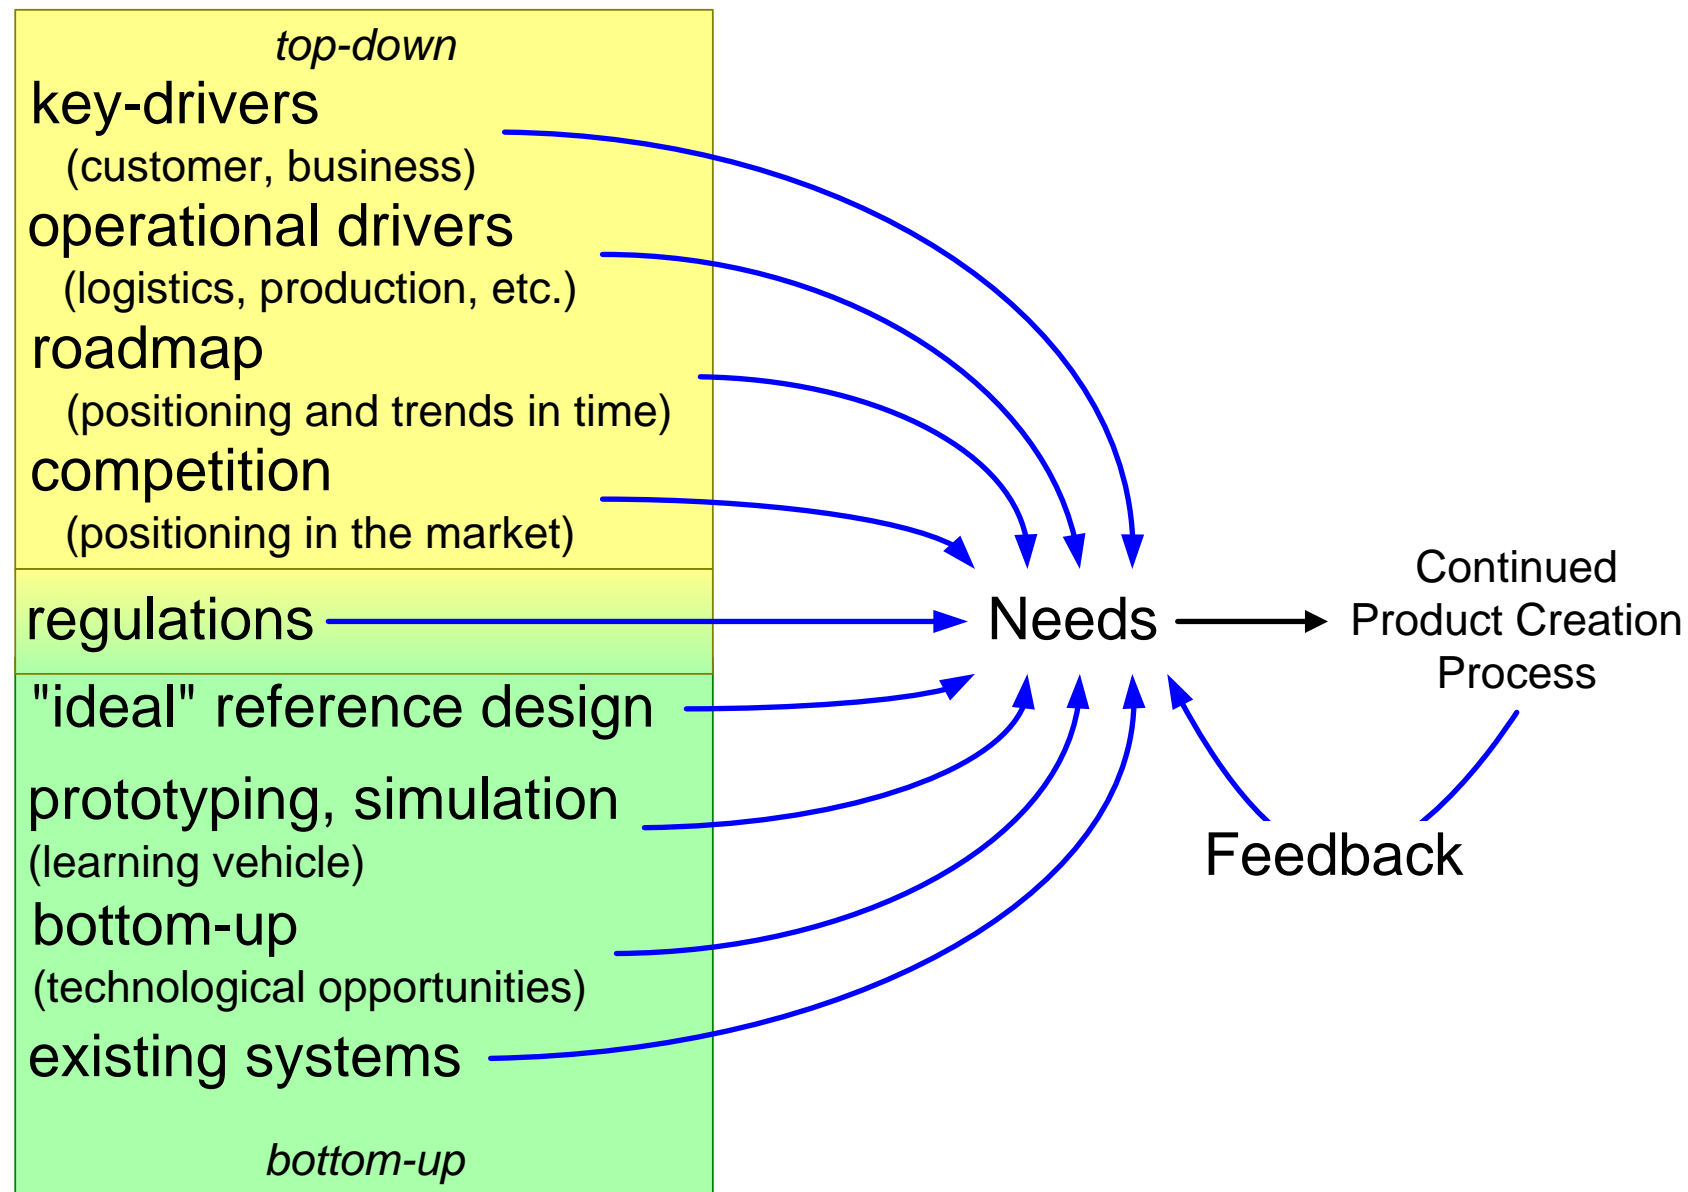 top-down
key-drivers
(customer, business)
operational drivers
(logistics, production, etc.)
roadmap
(positioning and trends in time)
competition
(positioning in the market)
regulations
"ideal" reference design
prototyping, simulation
(learning vehicle)
bottom-up
(technological opportunities)
existing systems
bottom-up
Needs
Continued
Product Creation
Process
Feedback